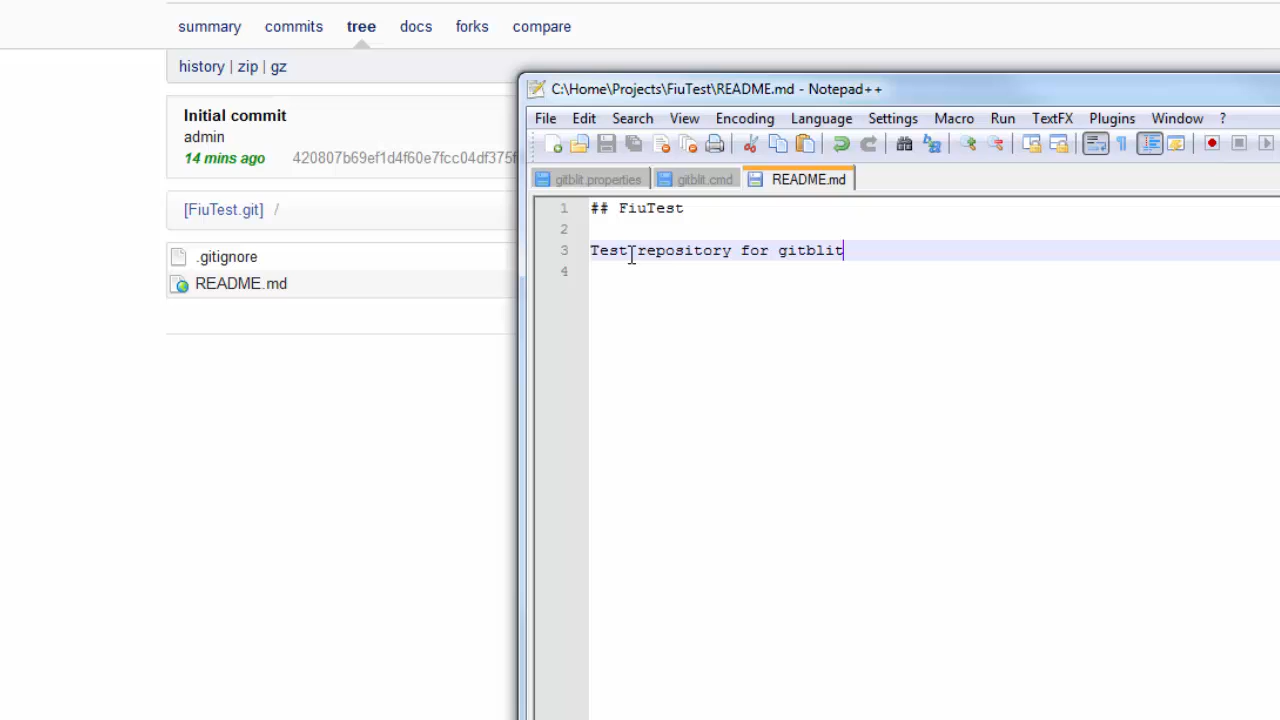 summary commits tree docs forks compare
history | zip | gz
Initial commit
admin
14 mins ago 420807b69ef1d4f60e7fcc04df375f
[FiuTest.git] /
.gitignore
README.md
C:\Home\Projects\FiuTest\README.md - Notepad++
File Edit Search View Encoding Language Settings Macro Run TextFX Plugins Window ?
gitblit.properties gitblit.cmd README.md
1 ## FiuTest
2
3 Test repository for gitblit
4